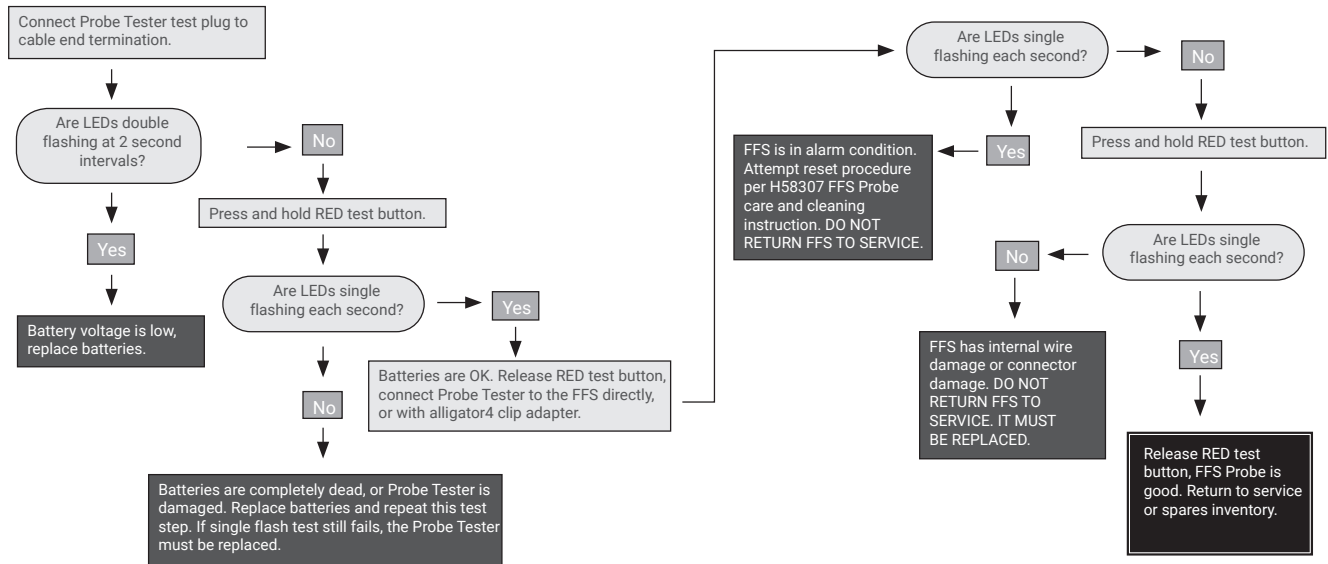 Connect Probe Tester test plug to
cable end termination.
Are LEDs double
flashing at 2 second
intervals?
No
Yes
Battery voltage is low,
replace batteries.
Press and hold RED test button.
Are LEDs single
flashing each second?
Yes
No
Batteries are OK. Release RED test button,
connect Probe Tester to the FFS directly,
or with alligator4 clip adapter.
Batteries are completely dead, or Probe Tester is
damaged. Replace batteries and repeat this test
step. If single flash test still fails, the Probe Tester
must be replaced.
Are LEDs single
flashing each second?
No
Yes
FFS is in alarm condition.
Attempt reset procedure
per H58307 FFS Probe
care and cleaning
instruction. DO NOT
RETURN FFS TO SERVICE.
Press and hold RED test button.
Are LEDs single
flashing each second?
No
Yes
FFS has internal wire
damage or connector
damage. DO NOT
RETURN FFS TO
SERVICE. IT MUST
BE REPLACED.
Release RED test
button, FFS Probe is
good. Return to service
or spares inventory.